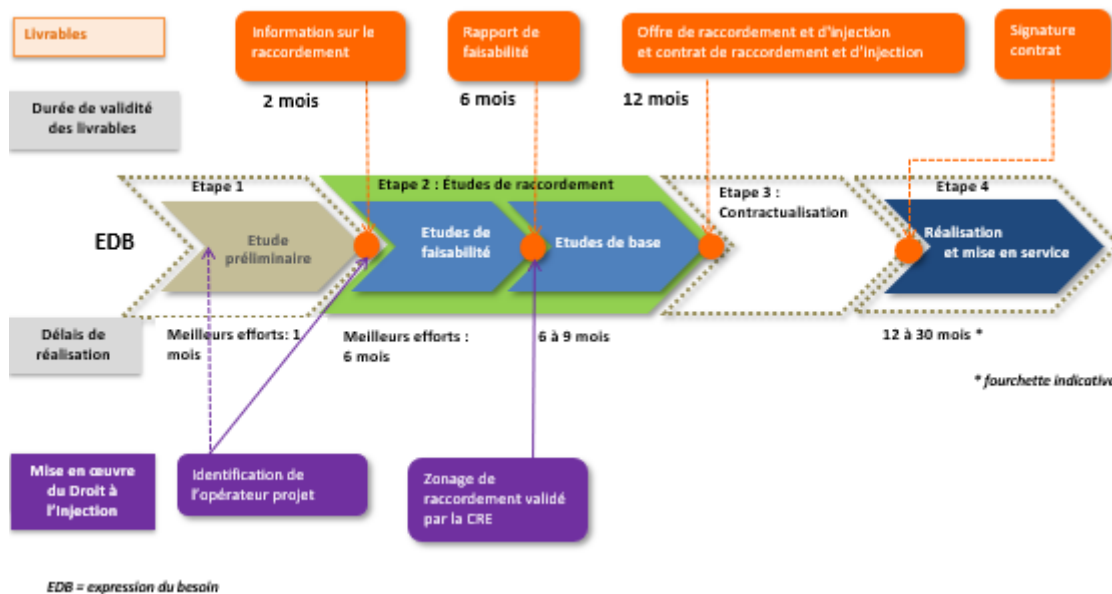 Livrables
Information sur le
raccordement
Rapport de
faisabilité
Offre de raccordement et d'injection
et contrat de raccordement et d'injection
Signature
contrat
Durée de validité
des livrables
2 mois
6 mois
12 mois
EDB
Etape 1
Etude
préliminaire
Etape 2 : Études de raccordement
Etudes de
faisabilité
Etudes de base
Etape 3 :
Contractualisation
Etape 4
Réalisation
et mise en service
Délais de
réalisation
Meilleurs efforts: 1
mois
Meilleurs efforts :
6 mois
6 à 9 mois
12 à 30 mois *
* fourchette indicative
Mise en œuvre
du Droit à
l'Injection
Identification de
l'opérateur projet
Zonage de
raccordement validé
par la CRE
EDB = expression du besoin